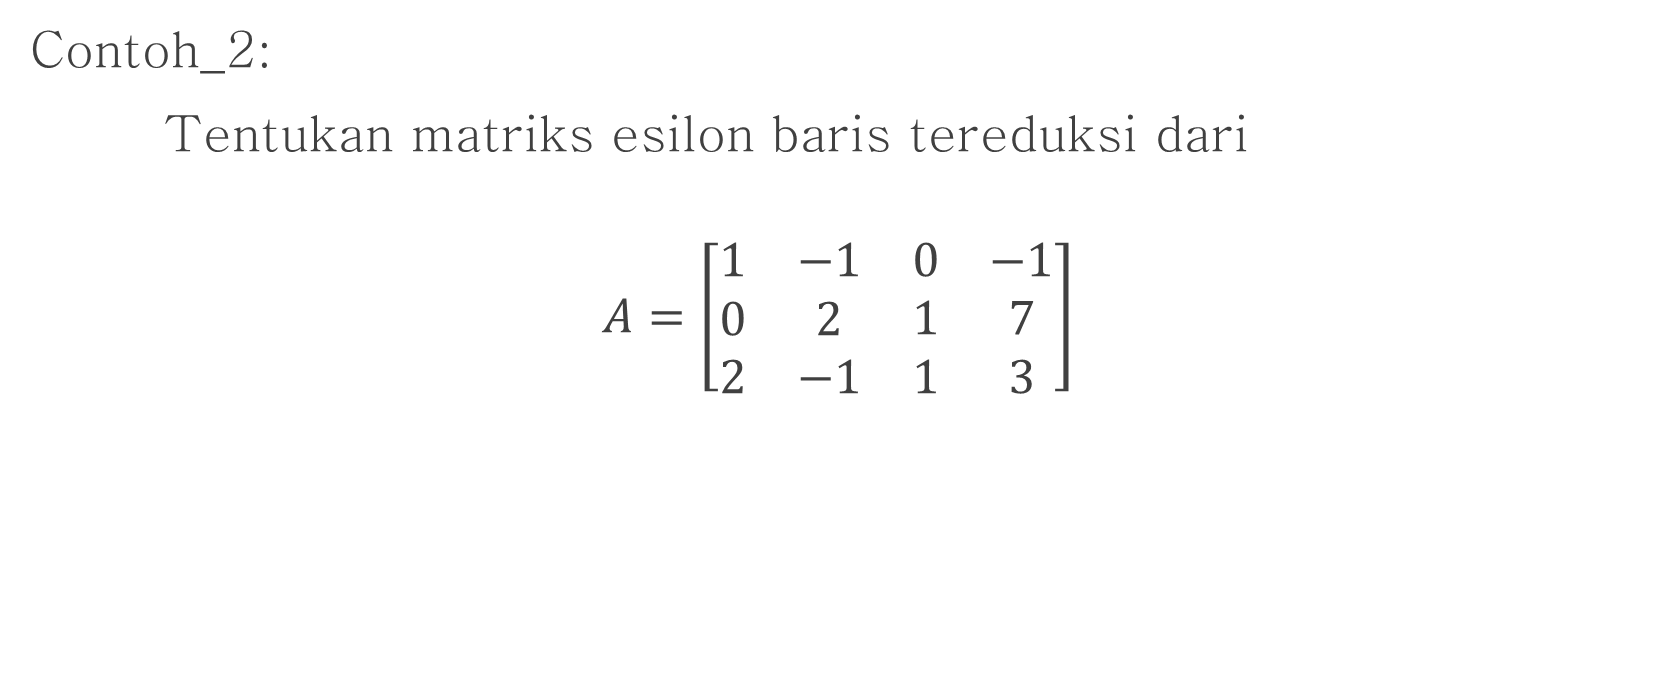 Contoh_2:
Tentukan matriks esilon baris tereduksi dari
A = [1 −1 0 −1
0 2 1 7
2 −1 1 3]